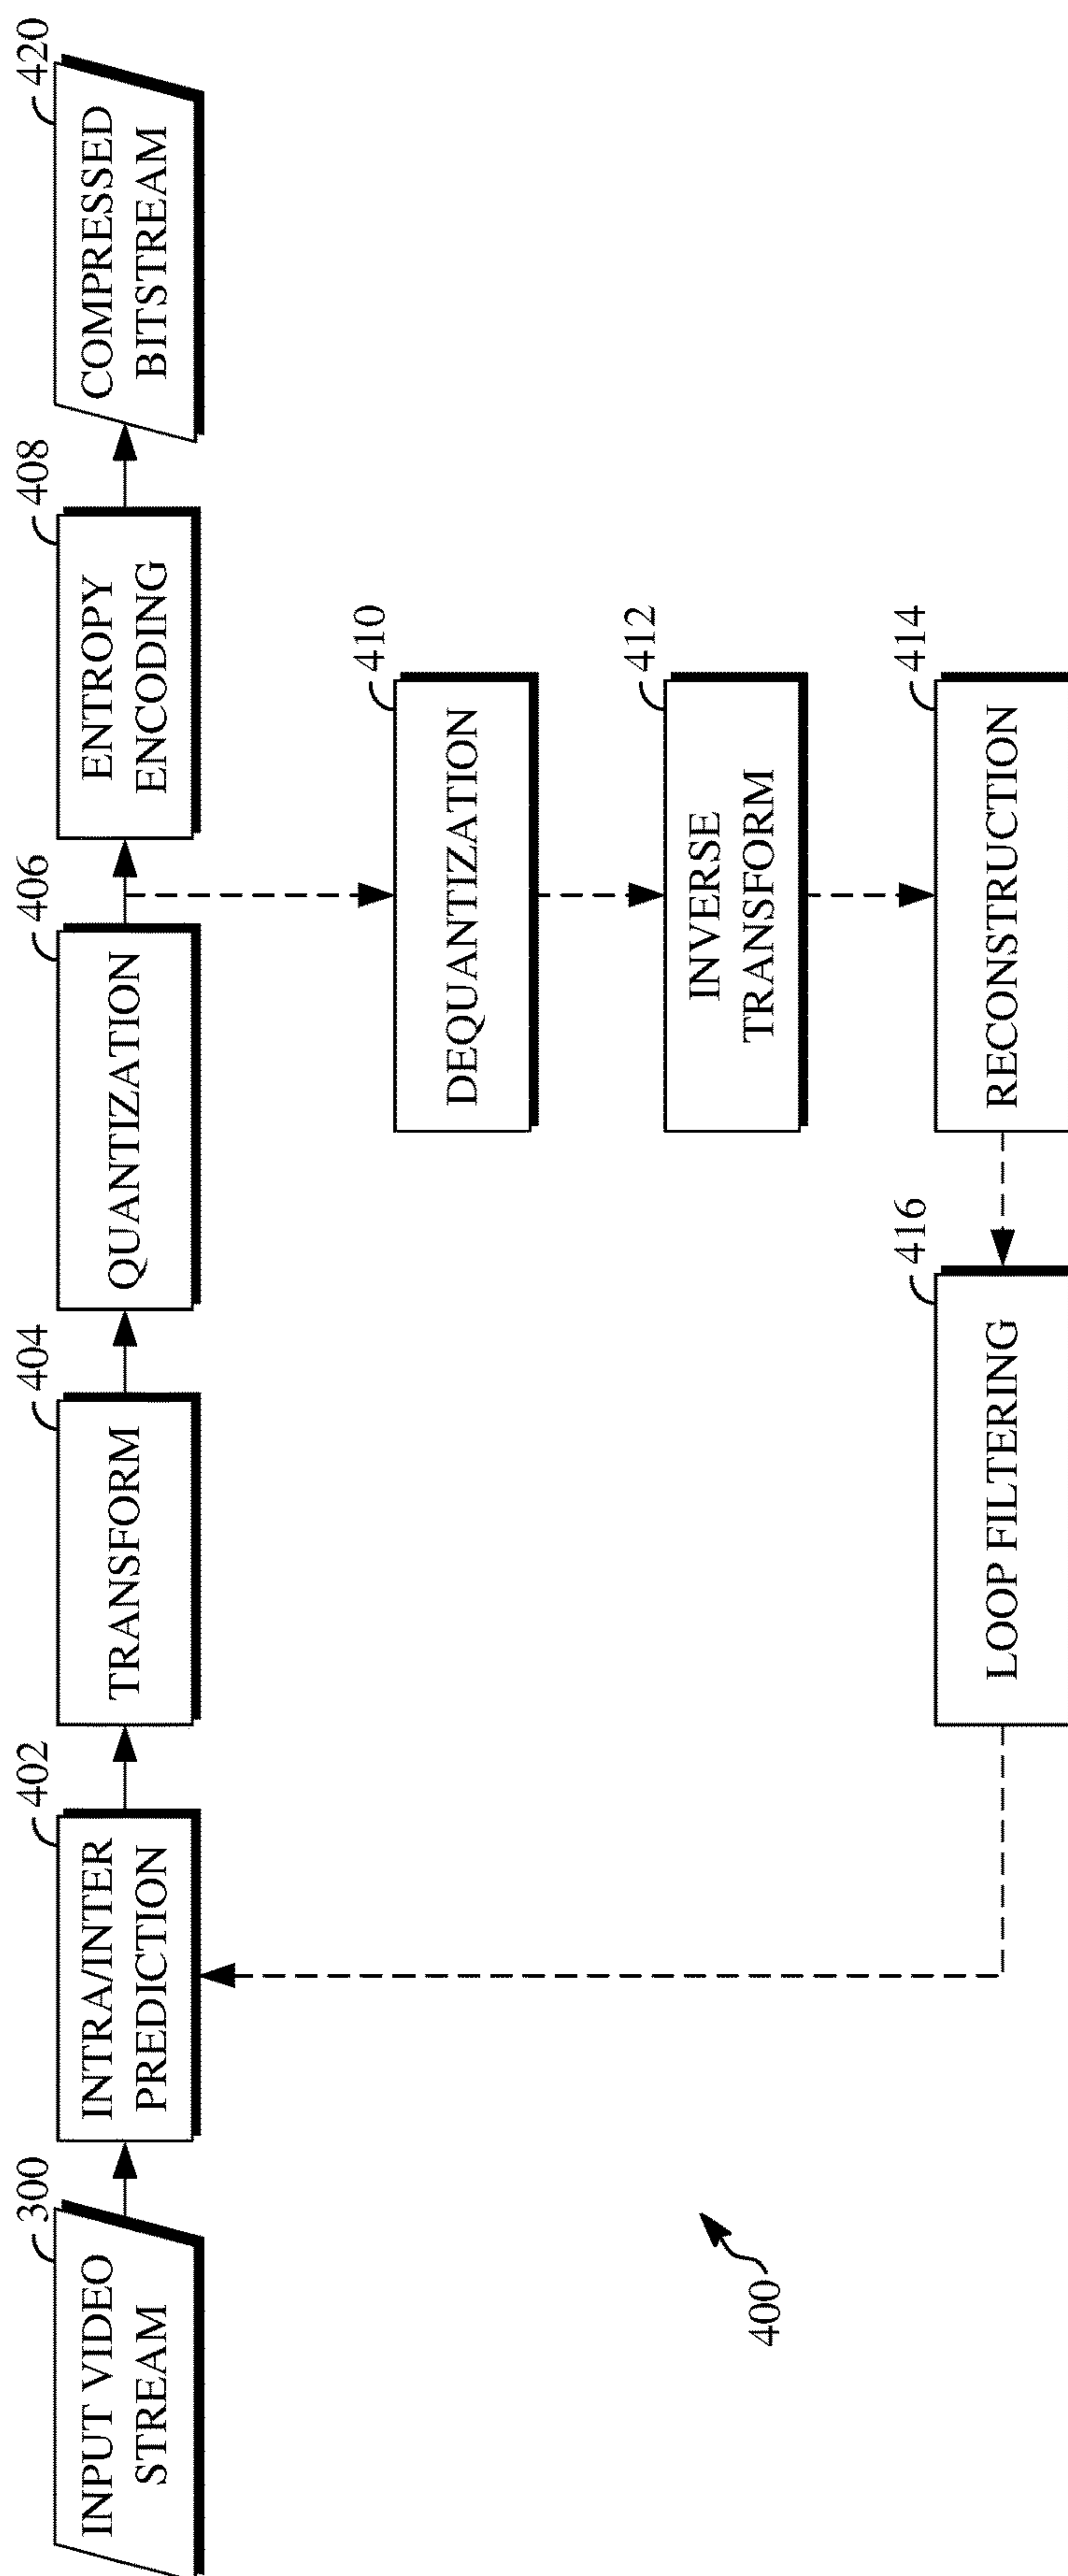 300
INPUT VIDEO
STREAM
402
INTRA/INTER
PREDICTION
404
TRANSFORM
406
QUANTIZATION
408
ENTROPY
ENCODING
420
COMPRESSED
BITSTREAM
410
DEQUANTIZATION
412
INVERSE
TRANSFORM
414
RECONSTRUCTION
416
LOOP FILTERING
400